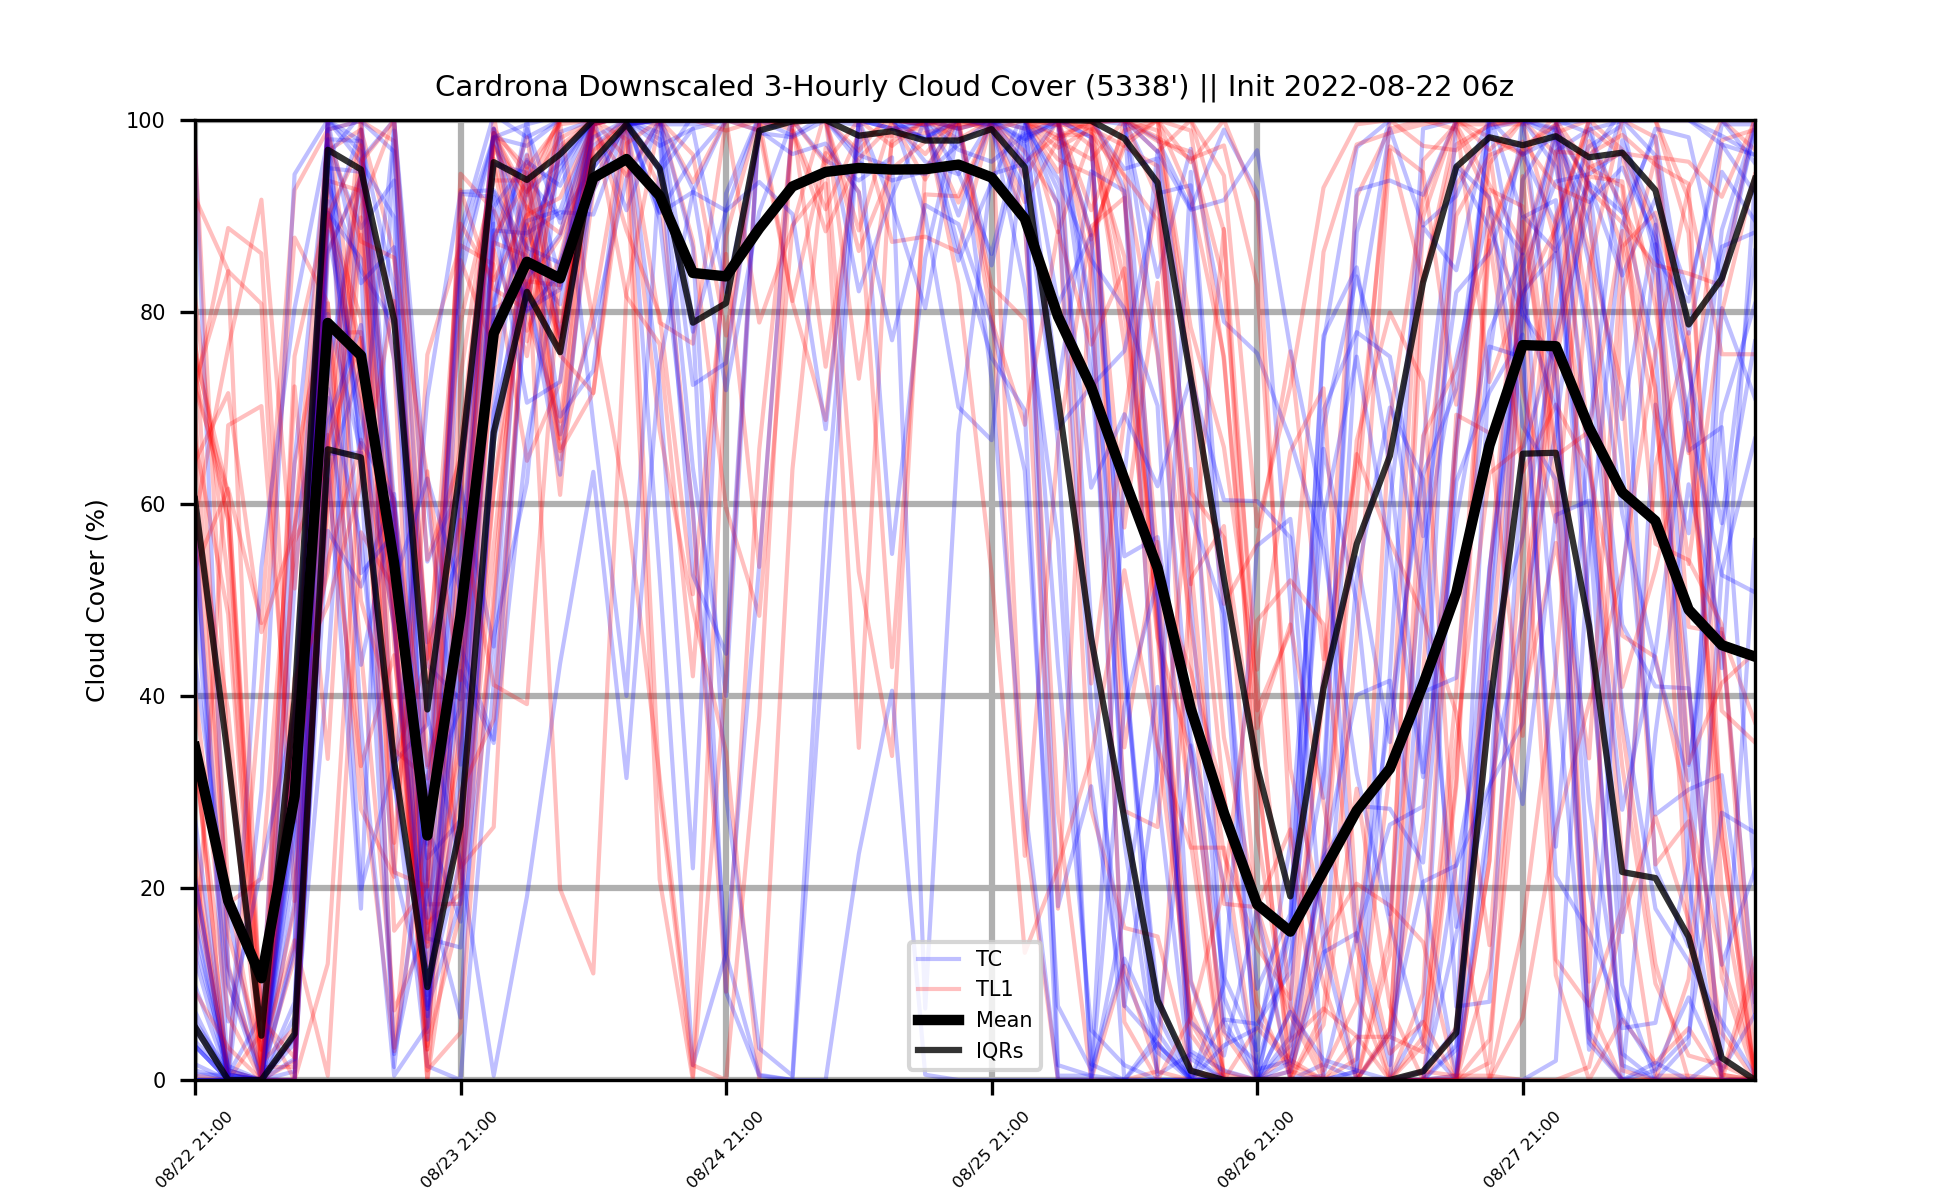 Cardrona Downscaled 3-Hourly Cloud Cover (5338') || Init 2022-08-22 06z
Cloud Cover (%)
100
80
60
40
20
0
TC
TL1
Mean
IQRs
08/22 21:00
08/23 21:00
08/24 21:00
08/25 21:00
08/26 21:00
08/27 21:00